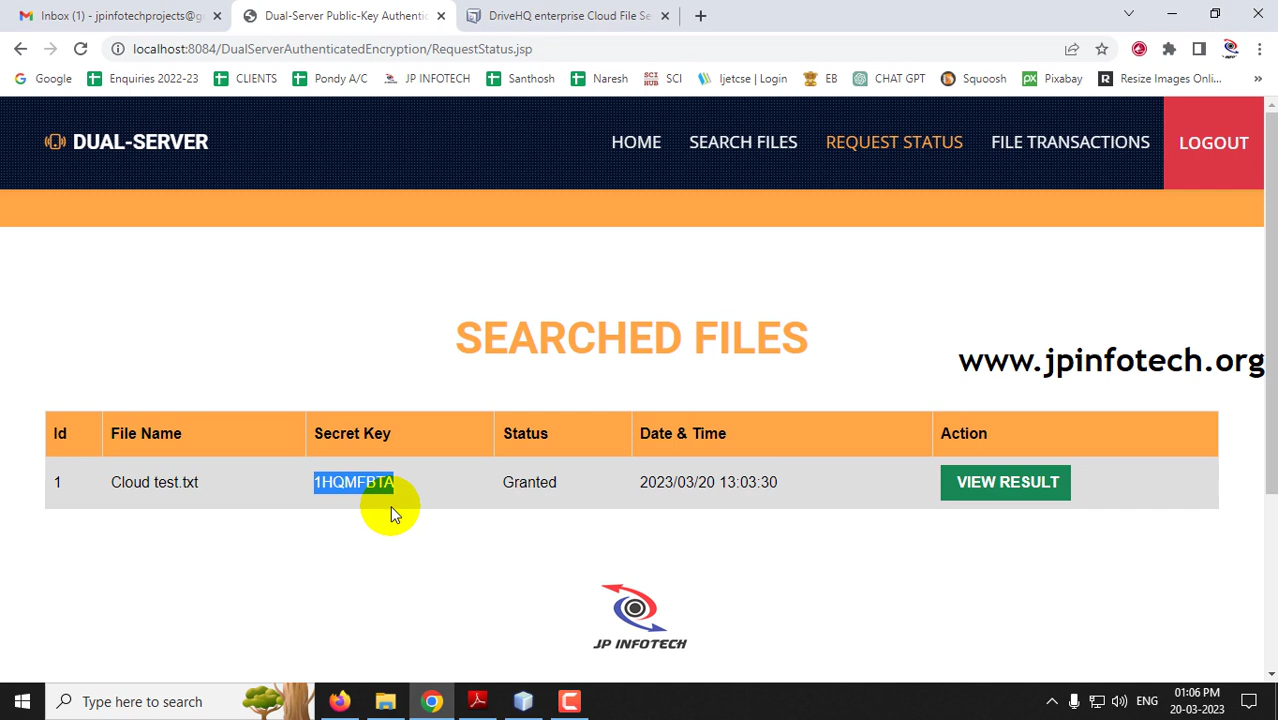 Inbox (1) - jpinfotechprojects@g
Dual-Server Public-Key Authentic
DriveHQ enterprise Cloud File Se
localhost:8084/DualServerAuthenticatedEncryption/RequestStatus.jsp
Google
Enquiries 2022-23
CLIENTS
Pondy A/C
JP INFOTECH
Santhosh
Naresh
SCI HUB
SCI
Ijetcse | Login
EB
CHAT GPT
Squoosh
px
Pixabay
R
Resize Images Onli...
DUAL-SERVER
HOME
SEARCH FILES
REQUEST STATUS
FILE TRANSACTIONS
LOGOUT
SEARCHED FILES
www.jpinfotech.org
Id File Name Secret Key Status Date & Time Action
1 Cloud test.txt 1HQMFBTA Granted 2023/03/20 13:03:30 VIEW RESULT
JP INFOTECH
Type here to search
ENG
01:06 PM
20-03-2023